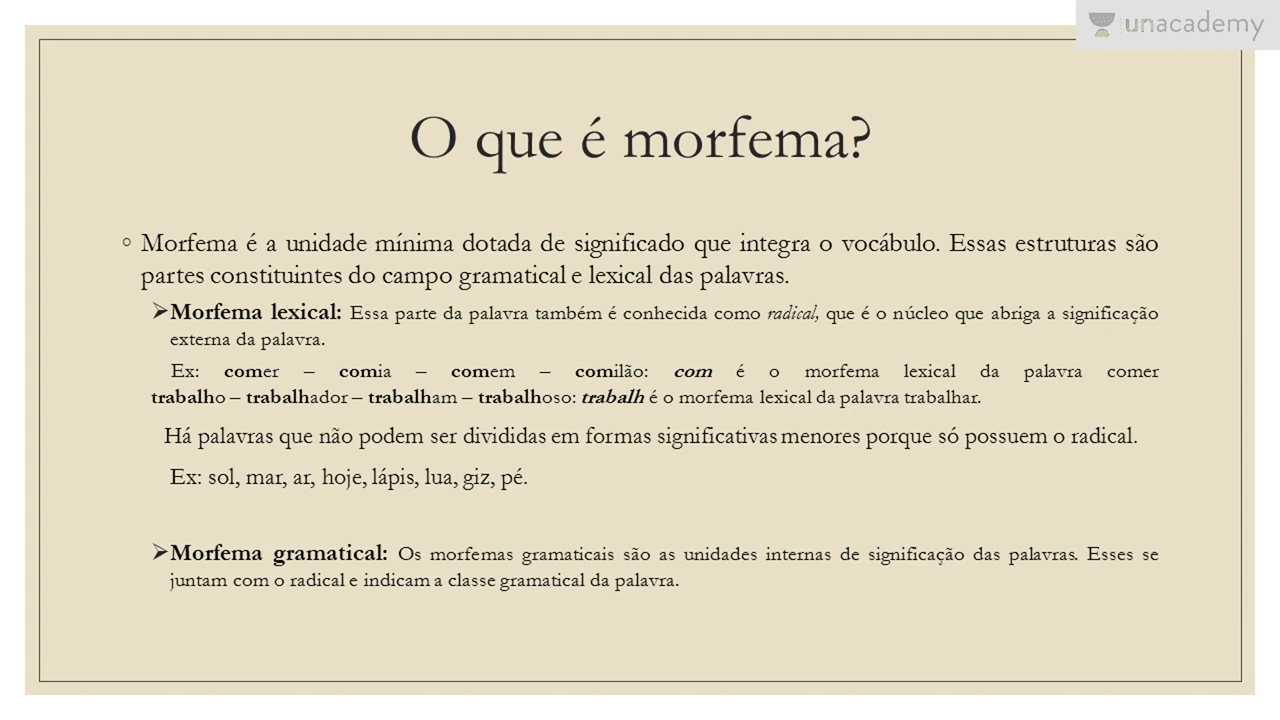 unacademy
O que é morfema?
◦ Morfema é a unidade mínima dotada de significado que integra o vocábulo. Essas estruturas são
partes constituintes do campo gramatical e lexical das palavras.
➢Morfema lexical: Essa parte da palavra também é conhecida como radical, que é o núcleo que abriga a significação
externa da palavra.
Ex: comer – comia – comem – comilão: com é o morfema lexical da palavra comer
trabalho – trabalhador – trabalham – trabalhoso: trabalh é o morfema lexical da palavra trabalhar.
Há palavras que não podem ser divididas em formas significativas menores porque só possuem o radical.
Ex: sol, mar, ar, hoje, lápis, lua, giz, pé.
➢Morfema gramatical: Os morfemas gramaticais são as unidades internas de significação das palavras. Esses se
juntam com o radical e indicam a classe gramatical da palavra.